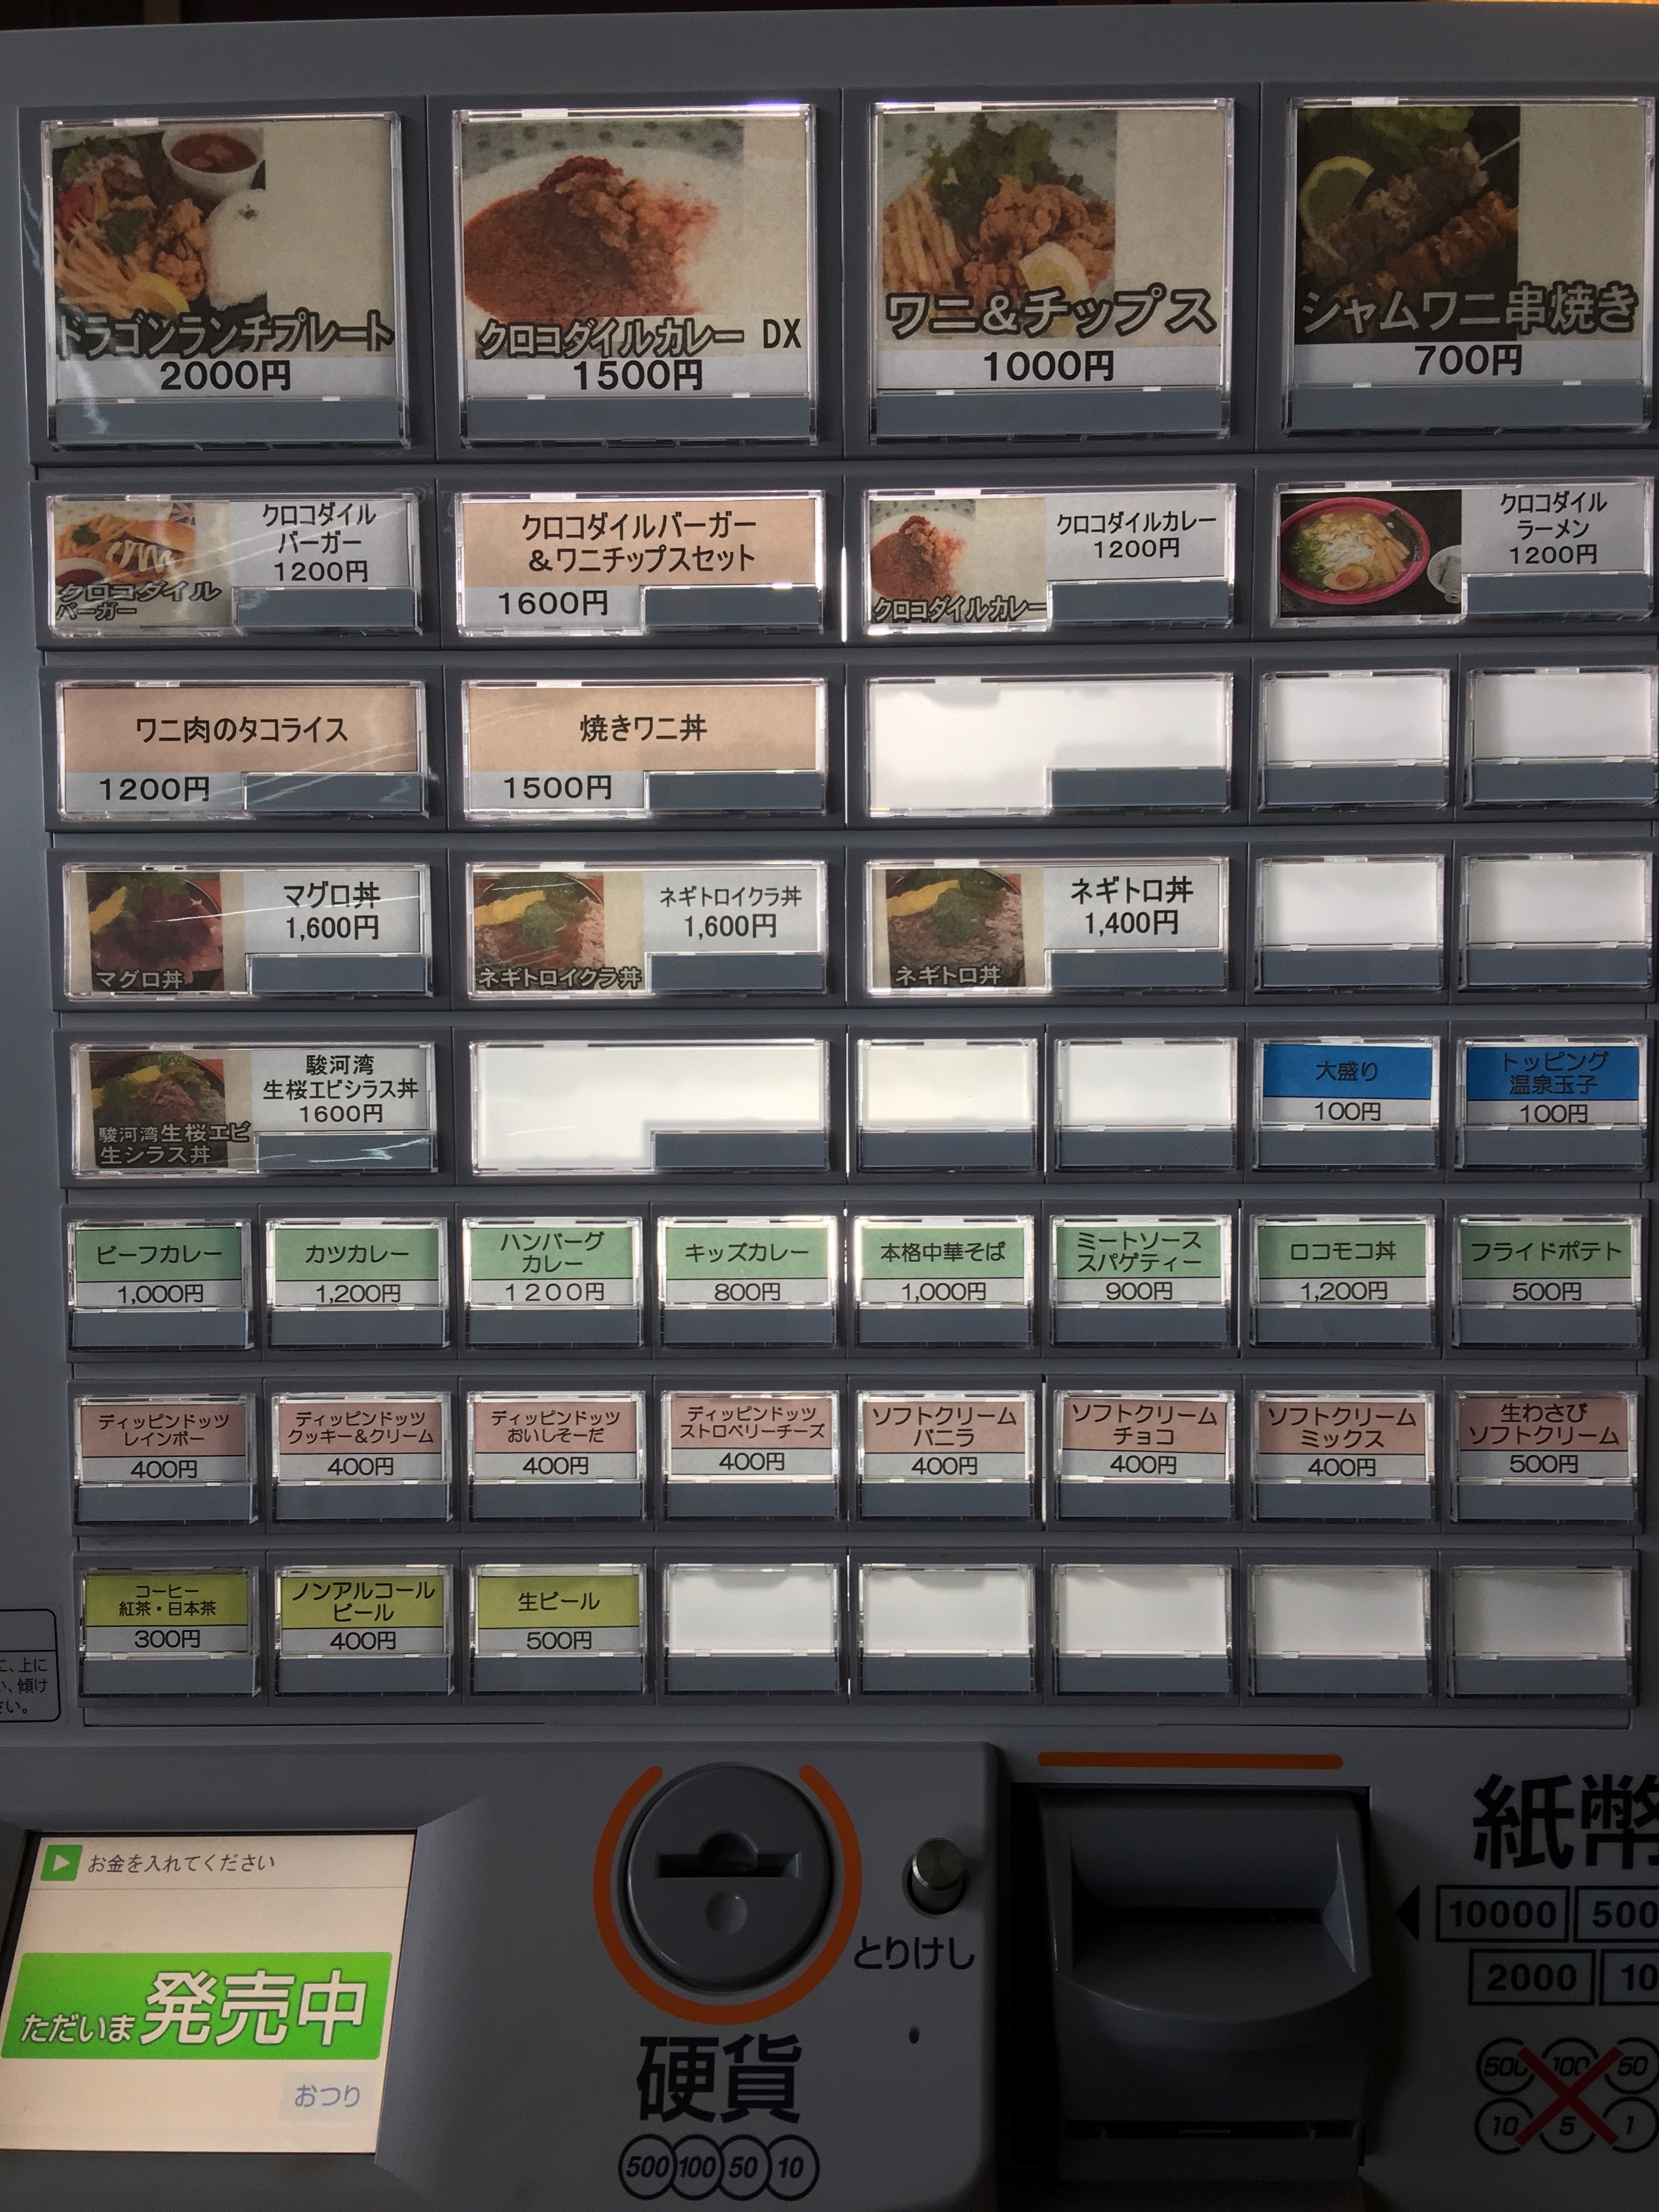 ドラゴンランチプレート
2000円
クロコダイルカレー DX
1500円
ワニ&チップス
1000円
シャムワニ串焼き
700円
クロコダイル
バーガー
クロコダイル
バーガー
1200円
クロコダイルバーガー
&ワニチップスセット
1600円
クロコダイルカレー
クロコダイルカレー
1200円
クロコダイル
ラーメン
1200円
ワニ肉のタコライス
1200円
焼きワニ丼
1500円
マグロ丼
マグロ丼
1,600円
ネギトロイクラ丼
ネギトロイクラ丼
1,600円
ネギトロ丼
ネギトロ丼
1,400円
駿河湾生桜エビ
生シラス丼
駿河湾
生桜エビシラス丼
1600円
大盛り
100円
トッピング
温泉玉子
100円
ビーフカレー
1,000円
カツカレー
1,200円
ハンバーグ
カレー
1200円
キッズカレー
800円
本格中華そば
1,000円
ミートソース
スパゲティー
900円
ロコモコ丼
1,200円
フライドポテト
500円
ディッピンドッツ
レインボー
400円
ディッピンドッツ
クッキー&クリーム
400円
ディッピンドッツ
おいしそーだ
400円
ディッピンドッツ
ストロベリーチーズ
400円
ソフトクリーム
バニラ
400円
ソフトクリーム
チョコ
400円
ソフトクリーム
ミックス
400円
生わさび
ソフトクリーム
500円
コーヒー
紅茶・日本茶
300円
ノンアルコール
ビール
400円
生ビール
500円
に、上に
い、傾け
さい。
お金を入れてください
ただいま発売中
おつり
とりけし
硬貨
500 100 50 10
紙幣
10000 500
2000 10
500 100 50
10 5 1